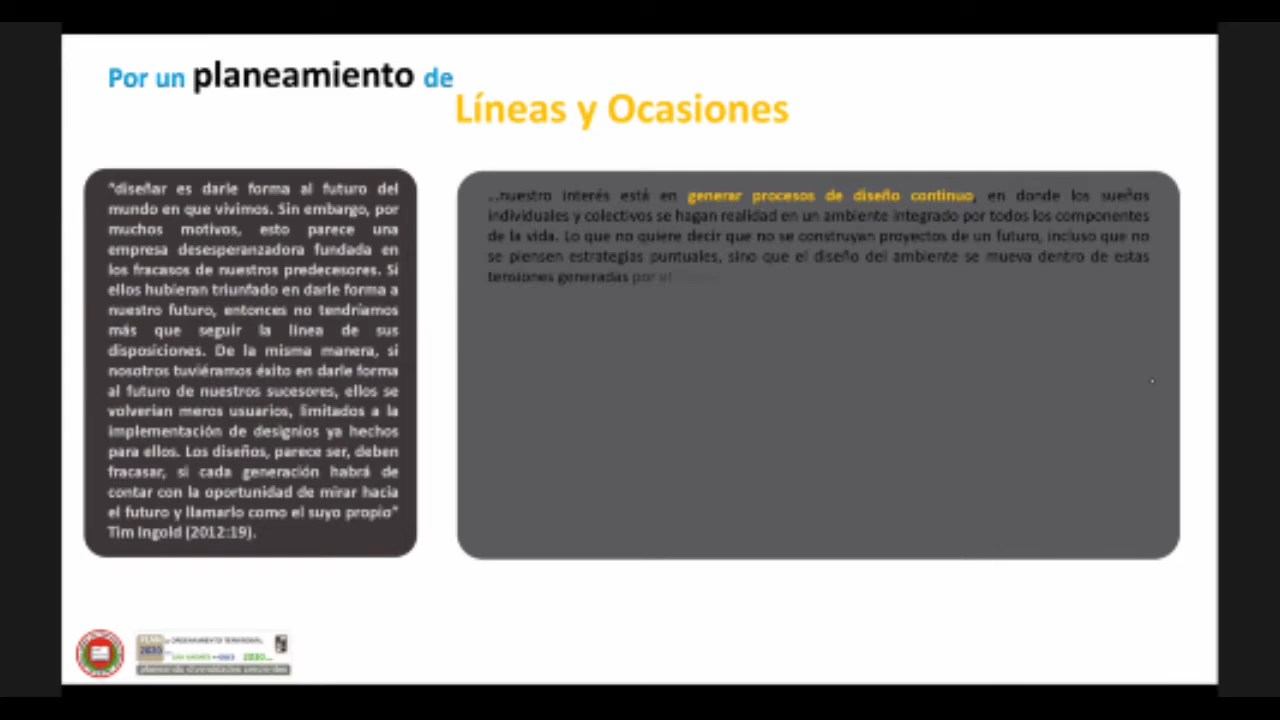 Por un planeamiento de
Líneas y Ocasiones
"diseñar es darle forma al futuro del
mundo en que vivimos. Sin embargo, por
muchos motivos, esto parece una
empresa desesperanzadora fundada en
los fracasos de nuestros predecesores. Si
ellos hubieran triunfado en darle forma a
nuestro futuro, entonces no tendríamos
más que seguir la línea de sus
disposiciones. De la misma manera, si
nosotros tuviéramos éxito en darle forma
al futuro de nuestros sucesores, ellos se
volverían meros usuarios, limitados a la
implementación de designios ya hechos
para ellos. Los diseños, parece ser, deben
fracasar, si cada generación habrá de
contar con la oportunidad de mirar hacia
el futuro y llamarlo como el suyo propio"
Tim Ingold (2012:19).
...nuestro interés está en generar procesos de diseño continuo, en donde los sueños
individuales y colectivos se hagan realidad en un ambiente integrado por todos los componentes
de la vida. Lo que no quiere decir que no se construyan proyectos de un futuro, incluso que no
se piensen estrategias puntuales, sino que el diseño del ambiente se mueva dentro de estas
tensiones generadas por el
ORDENAMIENTO TERRITORIAL
2030